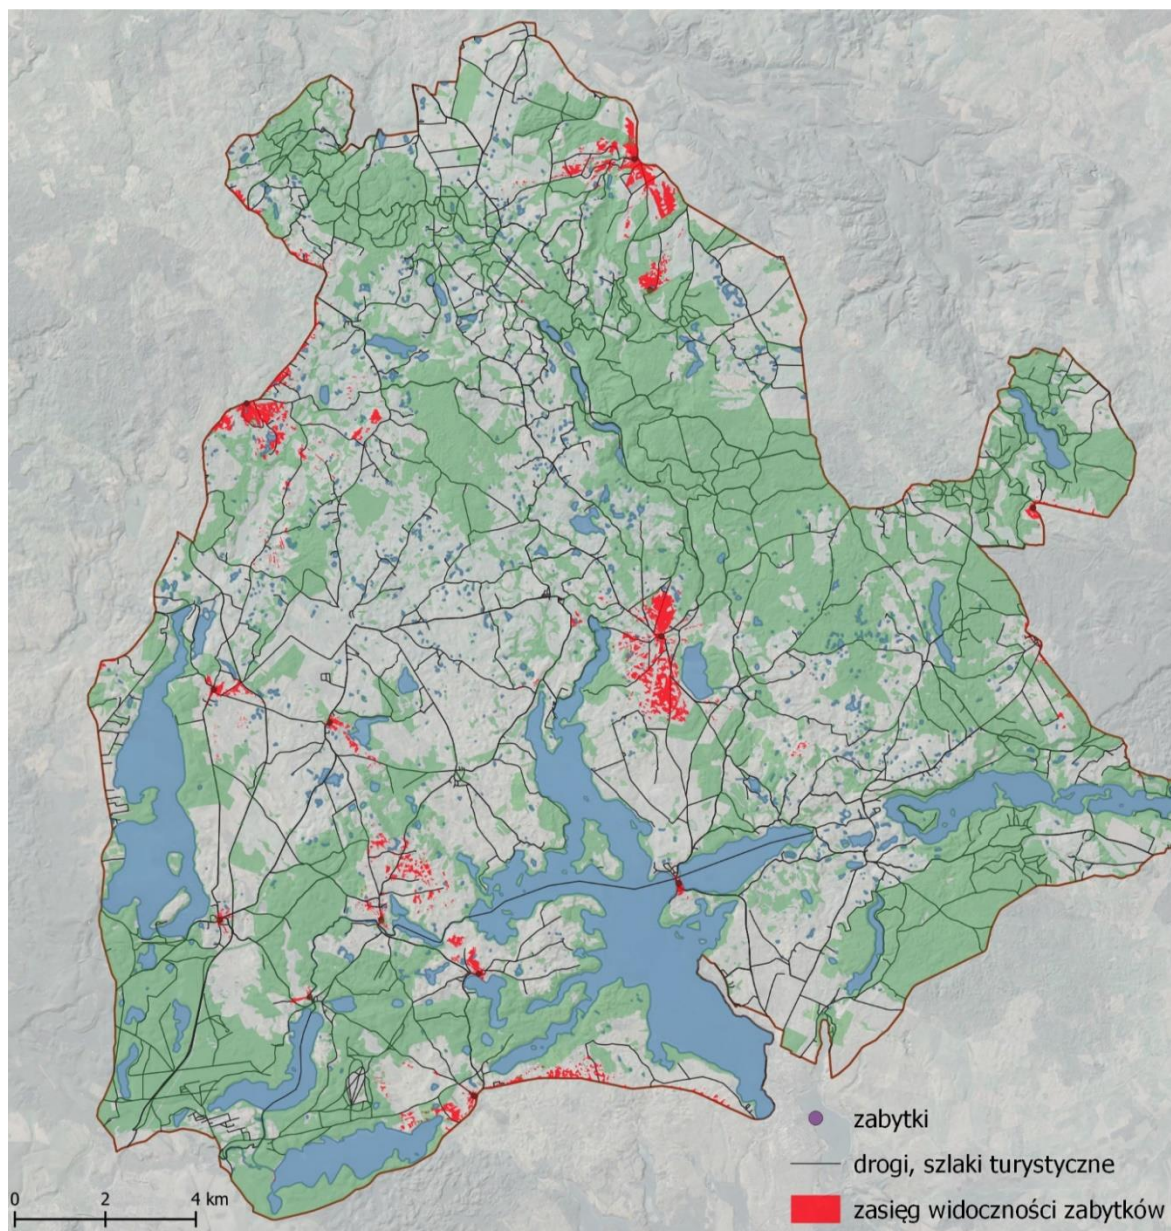 zabytki
drogi, szlaki turystyczne
0 2 4 km
zasięg widoczności zabytków